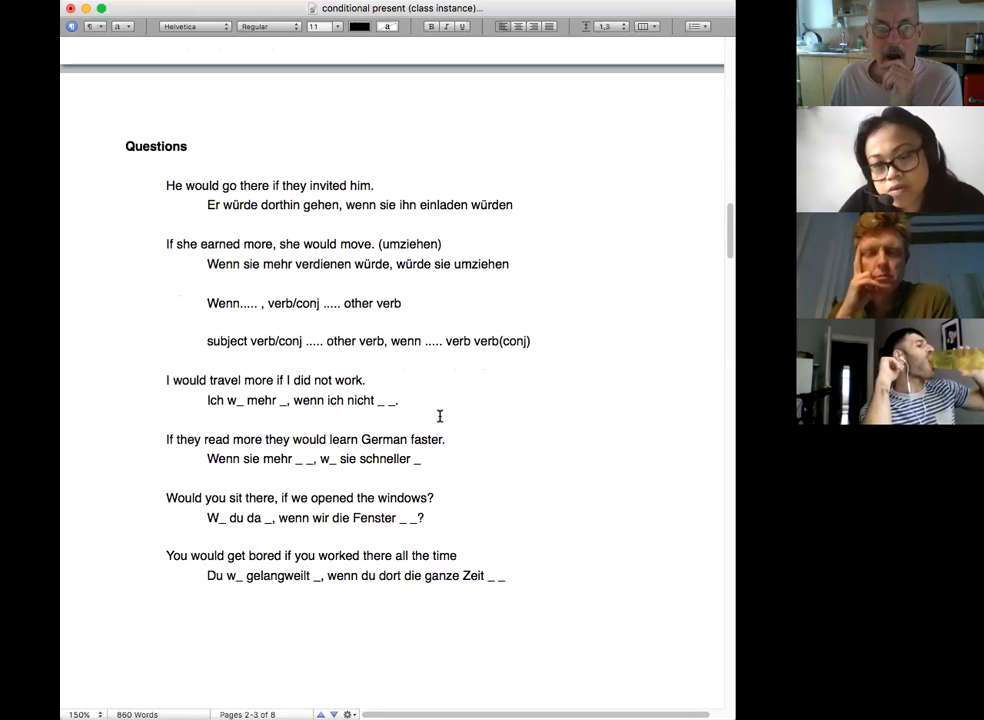 conditional present (class instance)...
¶ a Helvetica Regular 11 a B I U 1,3
Questions
He would go there if they invited him.
Er würde dorthin gehen, wenn sie ihn einladen würden
If she earned more, she would move. (umziehen)
Wenn sie mehr verdienen würde, würde sie umziehen
Wenn..... , verb/conj ..... other verb
subject verb/conj ..... other verb, wenn ..... verb verb(conj)
I would travel more if I did not work.
Ich w_ mehr _, wenn ich nicht _ _.
If they read more they would learn German faster.
Wenn sie mehr _ _, w_ sie schneller _
Would you sit there, if we opened the windows?
W_ du da _, wenn wir die Fenster _ _?
You would get bored if you worked there all the time
Du w_ gelangweilt _, wenn du dort die ganze Zeit _ _
150% 860 Words Pages 2-3 of 8